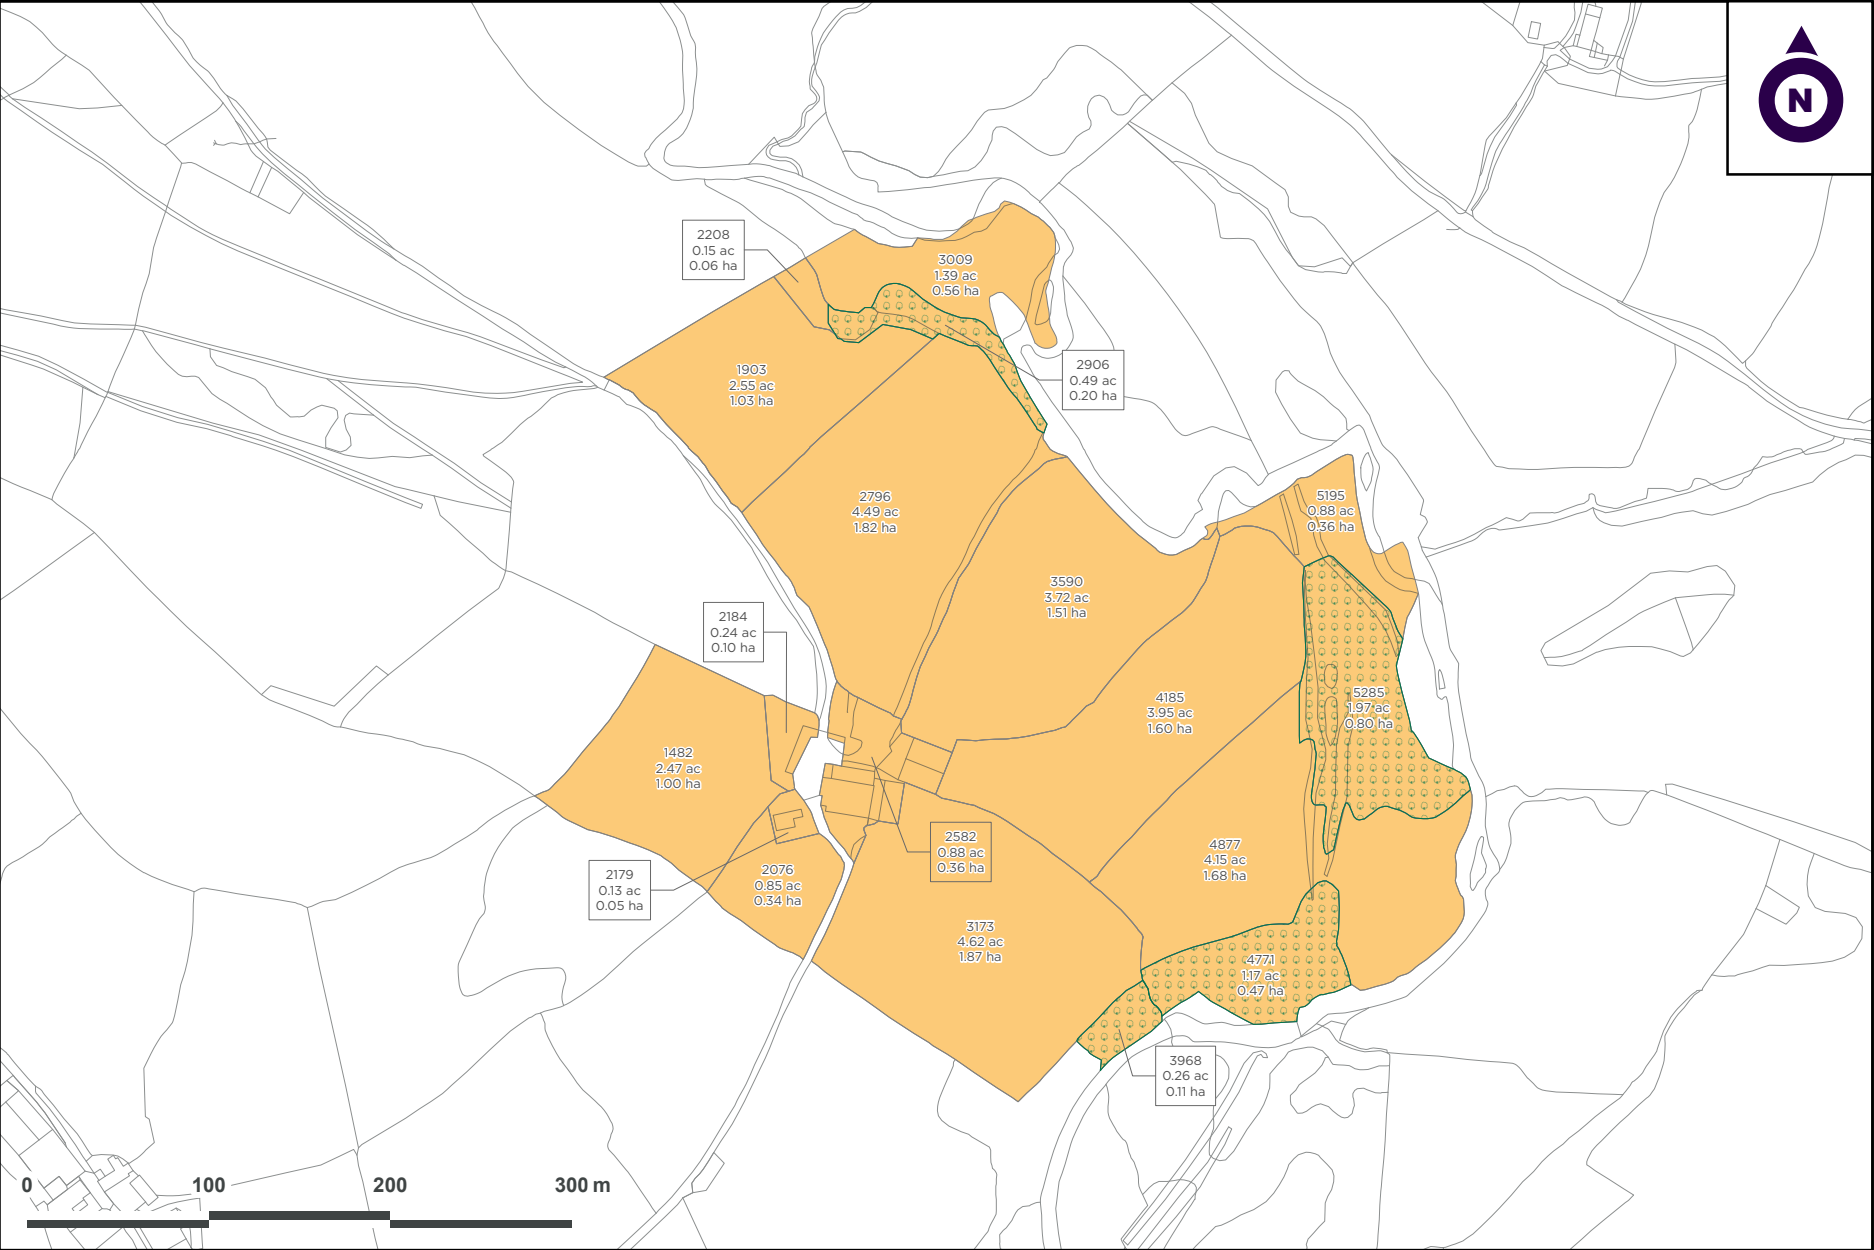 N
2208
0.15 ac
0.06 ha
3009
1.39 ac
0.56 ha
1903
2.55 ac
1.03 ha
2906
0.49 ac
0.20 ha
2796
4.49 ac
1.82 ha
5195
0.88 ac
0.36 ha
3590
3.72 ac
1.51 ha
2184
0.24 ac
0.10 ha
4185
3.95 ac
1.60 ha
5285
1.97 ac
0.80 ha
1482
2.47 ac
1.00 ha
2582
0.88 ac
0.36 ha
4877
4.15 ac
1.68 ha
2179
0.13 ac
0.05 ha
2076
0.85 ac
0.34 ha
3173
4.62 ac
1.87 ha
4771
1.17 ac
0.47 ha
3968
0.26 ac
0.11 ha
0 100 200 300 m